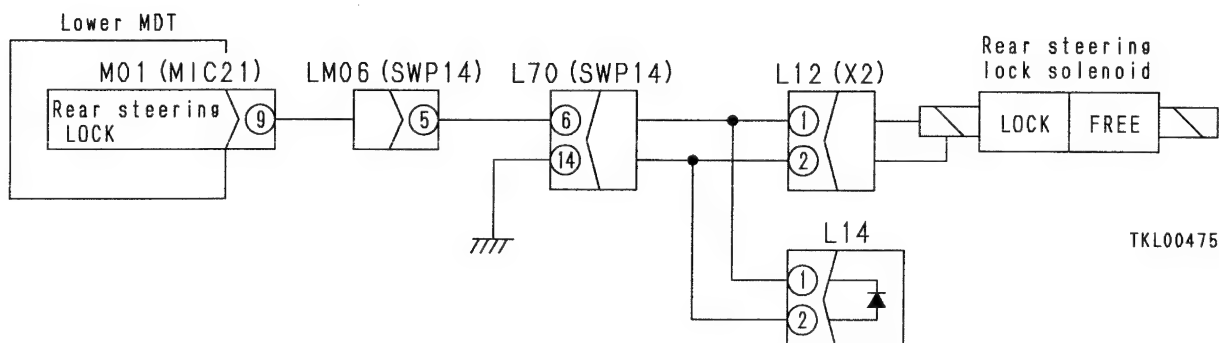 Lower MDT
M01 (MIC21)
LM06 (SWP14)
L70 (SWP14)
L12 (X2)
Rear steering
lock solenoid
Rear steering
LOCK
9
5
6
14
1
2
LOCK
FREE
L14
1
2
TKL00475